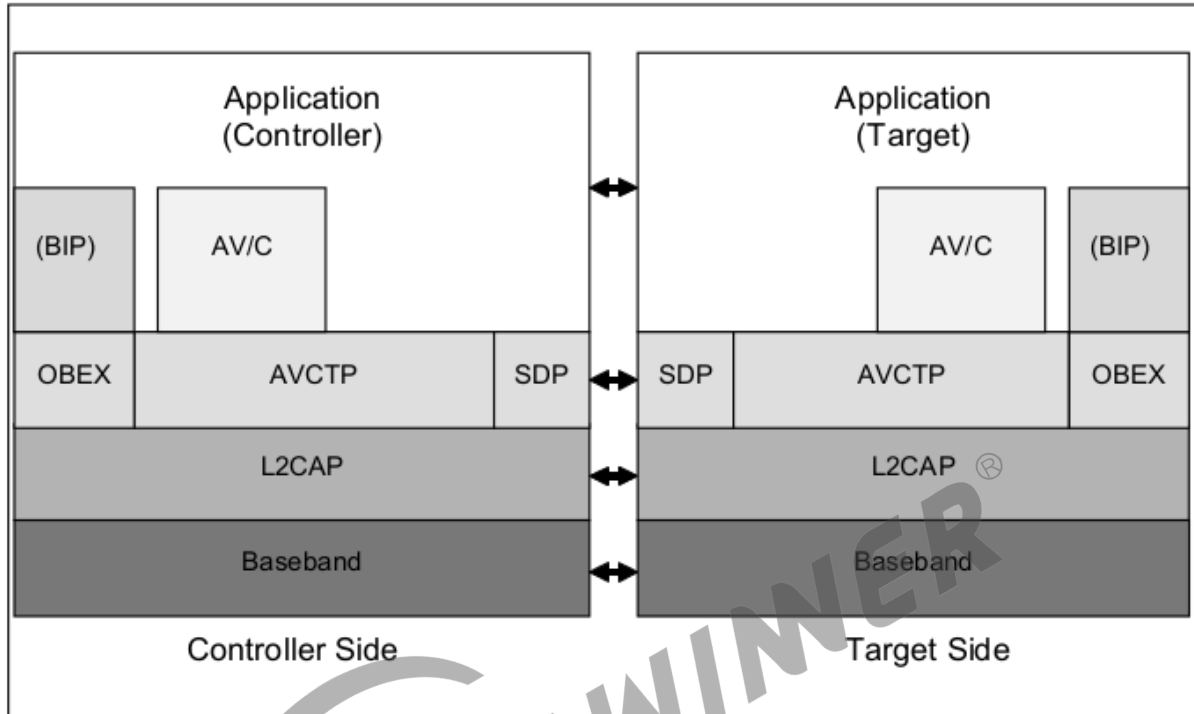 Application
(Controller)
Application
(Target)
(BIP)
AV/C
AV/C
(BIP)
OBEX
AVCTP
SDP
SDP
AVCTP
OBEX
L2CAP
L2CAP
®
Baseband
Baseband
Controller Side
Target Side
WINNER